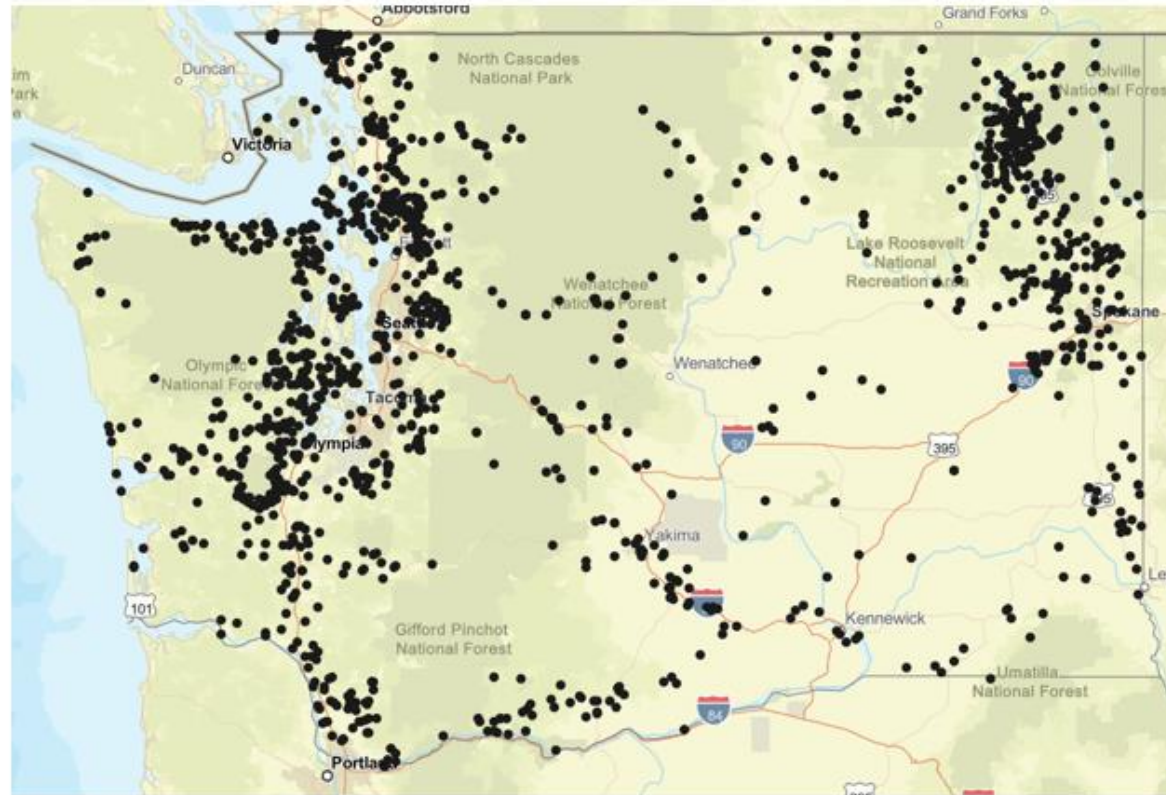 Abbotsford
Grand Forks
North Cascades
National Park
Duncan
Colville
National Forest
Victoria
Lake Roosevelt
National
Recreation Area
Wenatchee
National Forest
Spokane
Seattle
Olympic
National Forest
Wenatchee
90
Tacoma
Olympia
90
395
Yakima
101
Kennewick
Gifford Pinchot
National Forest
Umatilla
National Forest
84
Portland